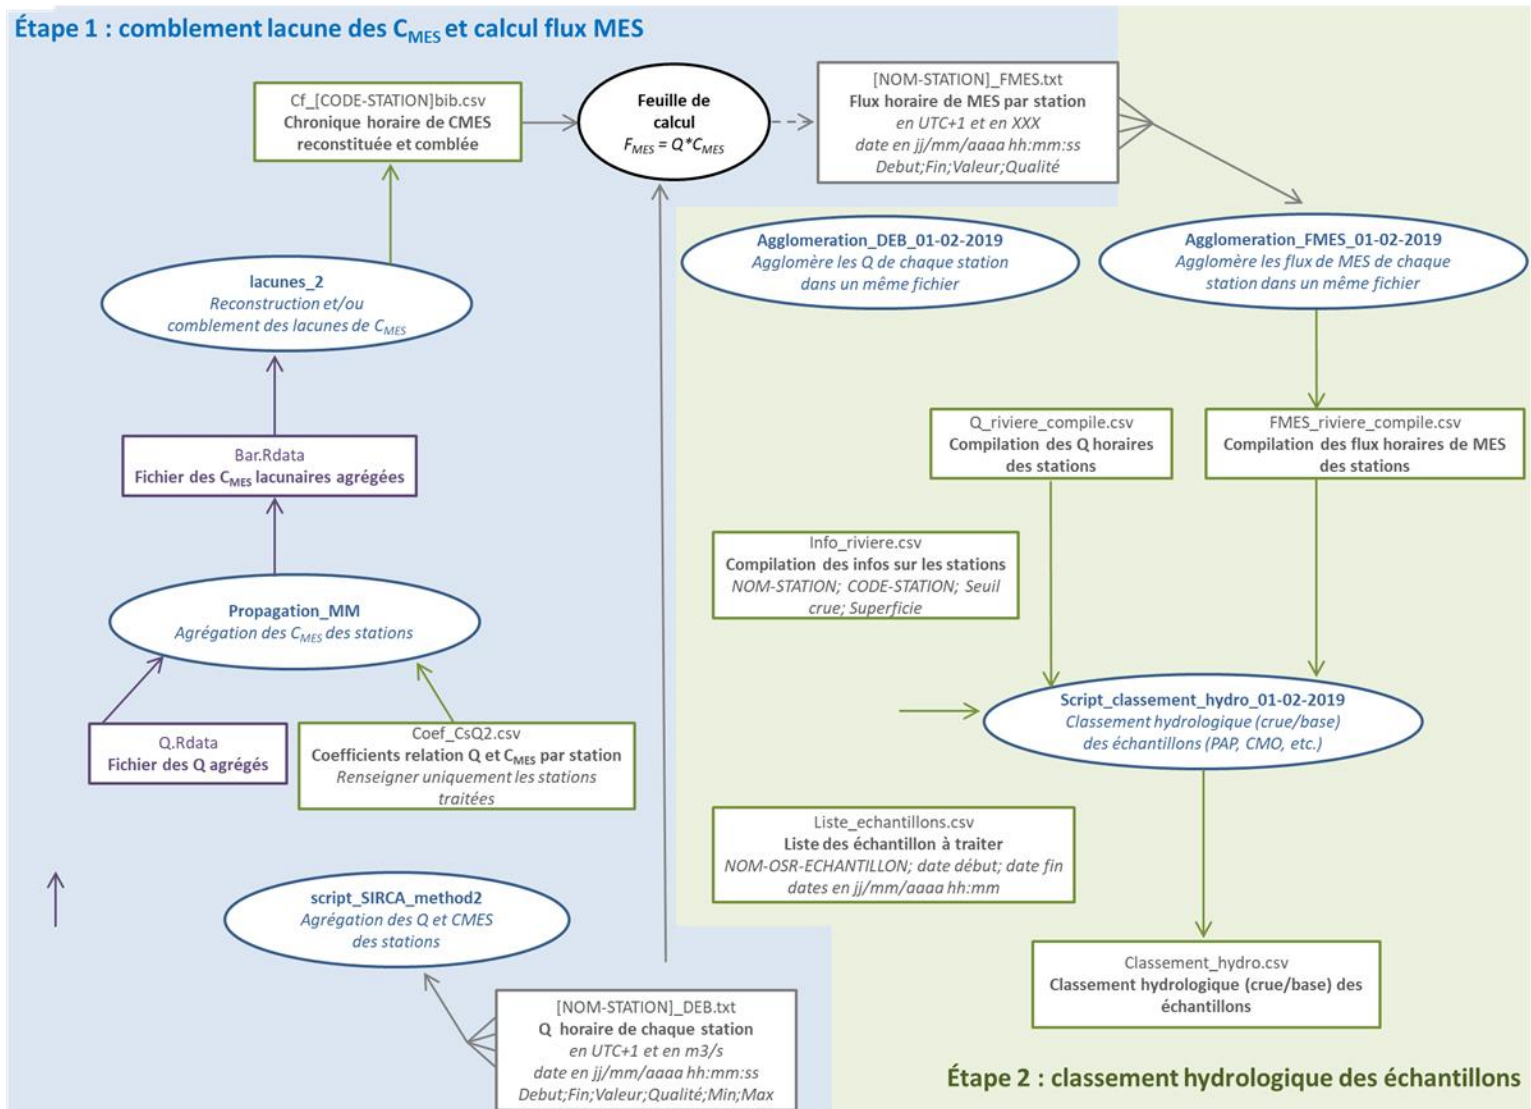 Étape 1 : comblement lacune des CMES et calcul flux MES
Cf_[CODE-STATION]bib.csv
Chronique horaire de CMES
reconstituée et comblée
Feuille de
calcul
FMES = Q*CMES
[NOM-STATION]_FMES.txt
Flux horaire de MES par station
en UTC+1 et en XXX
date en jj/mm/aaaa hh:mm:ss
Debut;Fin;Valeur;Qualité
lacunes_2
Reconstruction et/ou
comblement des lacunes de CMES
Agglomeration_DEB_01-02-2019
Agglomère les Q de chaque station
dans un même fichier
Agglomeration_FMES_01-02-2019
Agglomère les flux de MES de chaque
station dans un même fichier
Bar.Rdata
Fichier des CMES lacunaires agrégées
Q_riviere_compile.csv
Compilation des Q horaires
des stations
FMES_riviere_compile.csv
Compilation des flux horaires de MES
des stations
Info_riviere.csv
Compilation des infos sur les stations
NOM-STATION; CODE-STATION; Seuil
crue; Superficie
Propagation_MM
Agrégation des CMES des stations
Q.Rdata
Fichier des Q agrégés
Coef_CsQ2.csv
Coefficients relation Q et CMES par station
Renseigner uniquement les stations
traitées
Script_classement_hydro_01-02-2019
Classement hydrologique (crue/base)
des échantillons (PAP, CMO, etc.)
Liste_echantillons.csv
Liste des échantillon à traiter
NOM-OSR-ECHANTILLON; date début; date fin
dates en jj/mm/aaaa hh:mm
script_SIRCA_method2
Agrégation des Q et CMES
des stations
Classement_hydro.csv
Classement hydrologique (crue/base) des
échantillons
[NOM-STATION]_DEB.txt
Q horaire de chaque station
en UTC+1 et en m3/s
date en jj/mm/aaaa hh:mm:ss
Debut;Fin;Valeur;Qualité;Min;Max
Étape 2 : classement hydrologique des échantillons